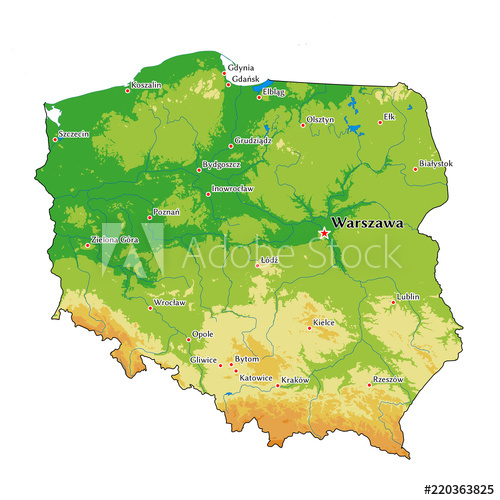 Gdynia
Koszalin
Gdańsk
Elbląg
Szczecin
Olsztyn
Ełk
Grudziądz
Bydgoszcz
Białystok
Inowrocław
Poznań
Warszawa
Zielona Góra
Adobe Stock
Łódź
Wrocław
Lublin
Kielce
Opole
Gliwice
Bytom
Katowice
Kraków
Rzeszów
#220363825